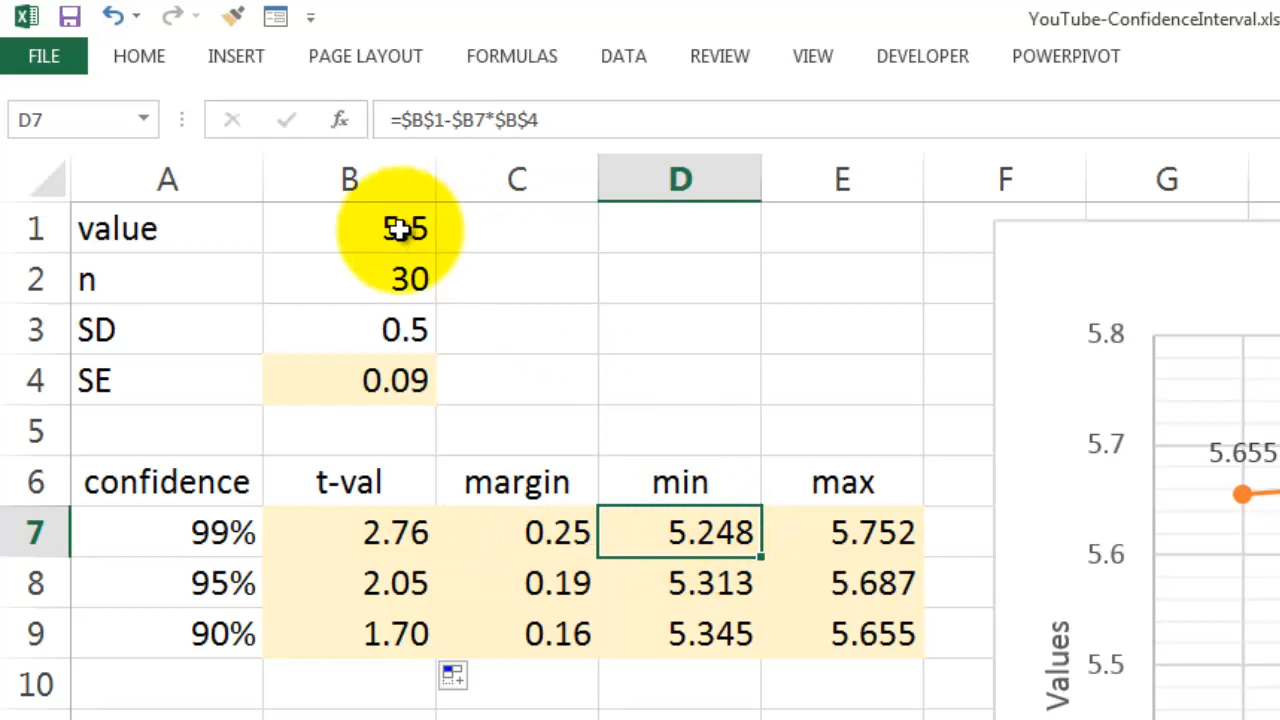 YouTube-ConfidenceInterval.xls
FILE HOME INSERT PAGE LAYOUT FORMULAS DATA REVIEW VIEW DEVELOPER POWERPIVOT
D7 fx =$B$1-$B7*$B$4
A B C D E F G
1 value 5.5
2 n 30
3 SD 0.5
4 SE 0.09
5
6 confidence t-val margin min max
7 99% 2.76 0.25 5.248 5.752
8 95% 2.05 0.19 5.313 5.687
9 90% 1.70 0.16 5.345 5.655
10
5.8
5.7
5.655
5.6
5.5
Values